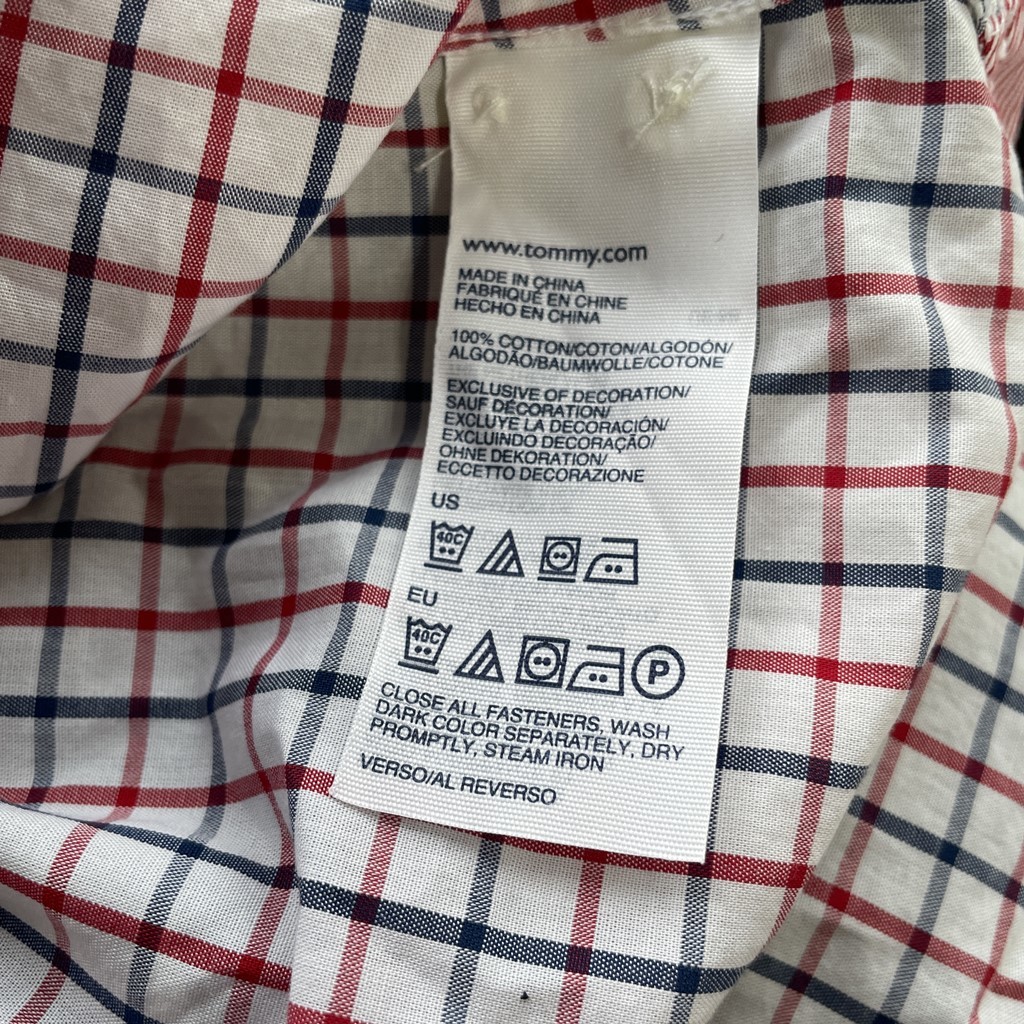 www.tommy.com
MADE IN CHINA
FABRIQUÉ EN CHINE
HECHO EN CHINA
100% COTTON/COTON/ALGODÓN/
ALGODÃO/BAUMWOLLE/COTONE
EXCLUSIVE OF DECORATION/
SAUF DÉCORATION/
EXCLUYE LA DECORACIÓN/
EXCLUINDO DECORAÇÃO/
OHNE DEKORATION/
ECCETTO DECORAZIONE
US
40C
EU
40C P
CLOSE ALL FASTENERS, WASH
DARK COLOR SEPARATELY, DRY
PROMPTLY, STEAM IRON
VERSO/AL REVERSO